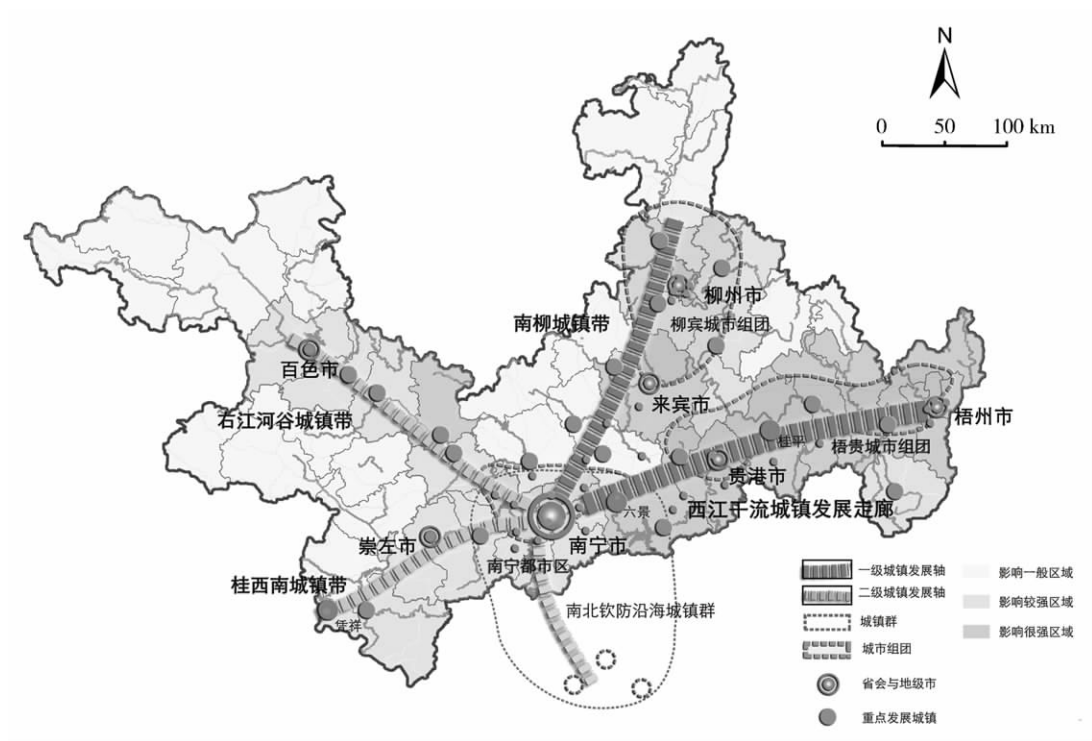 N
0 50 100 km
柳州市
南柳城镇带
柳宾城市组团
百色市
来宾市
右江河谷城镇带
梧州市
桂平
梧贵城市组团
贵港市
西江干流城镇发展走廊
六景
崇左市
南宁市
南宁都市区
桂西南城镇带
凭祥
南北钦防沿海城镇群
一级城镇发展轴
二级城镇发展轴
城镇群
城市组团
省会与地级市
重点发展城镇
影响一般区域
影响较强区域
影响很强区域